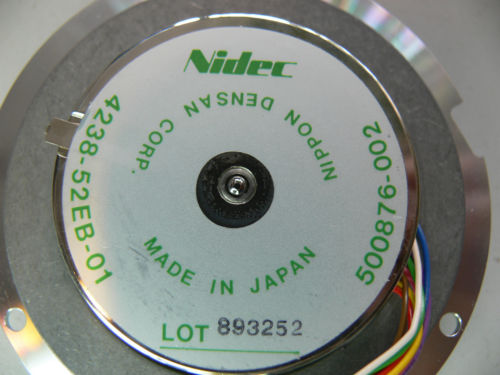 Nidec
NIPPON DENSAN CORP.
4238-52EB-01
500876-002
MADE IN JAPAN
LOT 893252